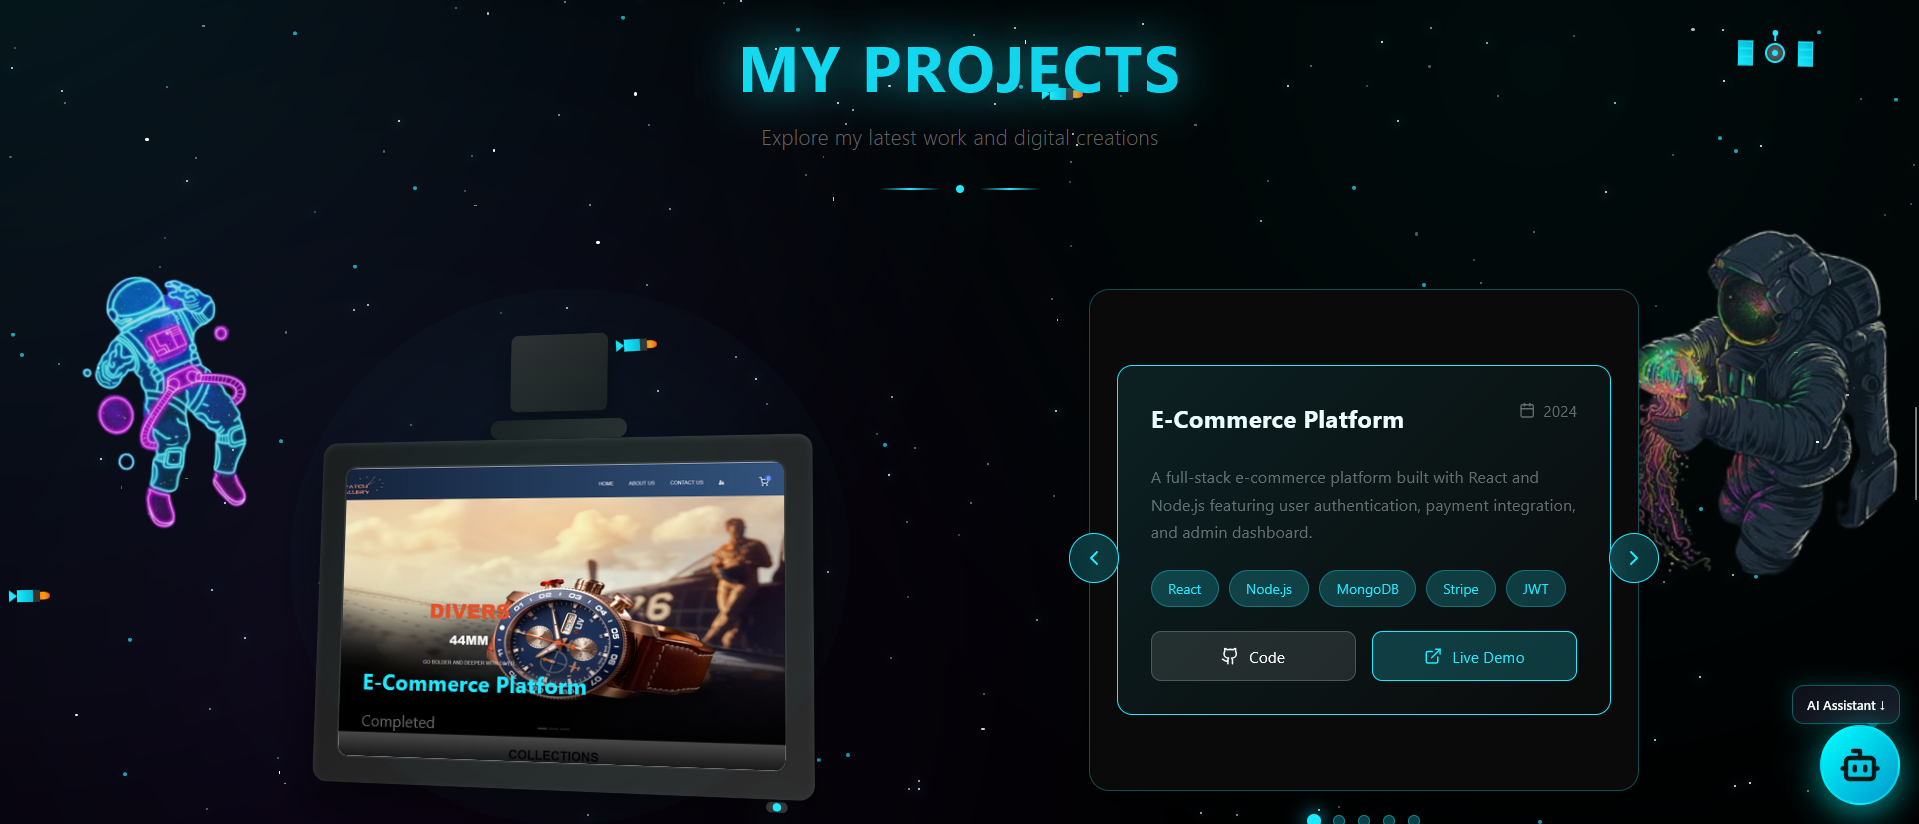 MY PROJECTS
Explore my latest work and digital creations
HOME ABOUT US CONTACT US
DIVERS
44MM
GO BOLDER AND DEEPER
E-Commerce Platform
Completed
COLLECTIONS
E-Commerce Platform
2024
A full-stack e-commerce platform built with React and
Node.js featuring user authentication, payment integration,
and admin dashboard.
React Node.js MongoDB Stripe JWT
Code Live Demo
AI Assistant ↓